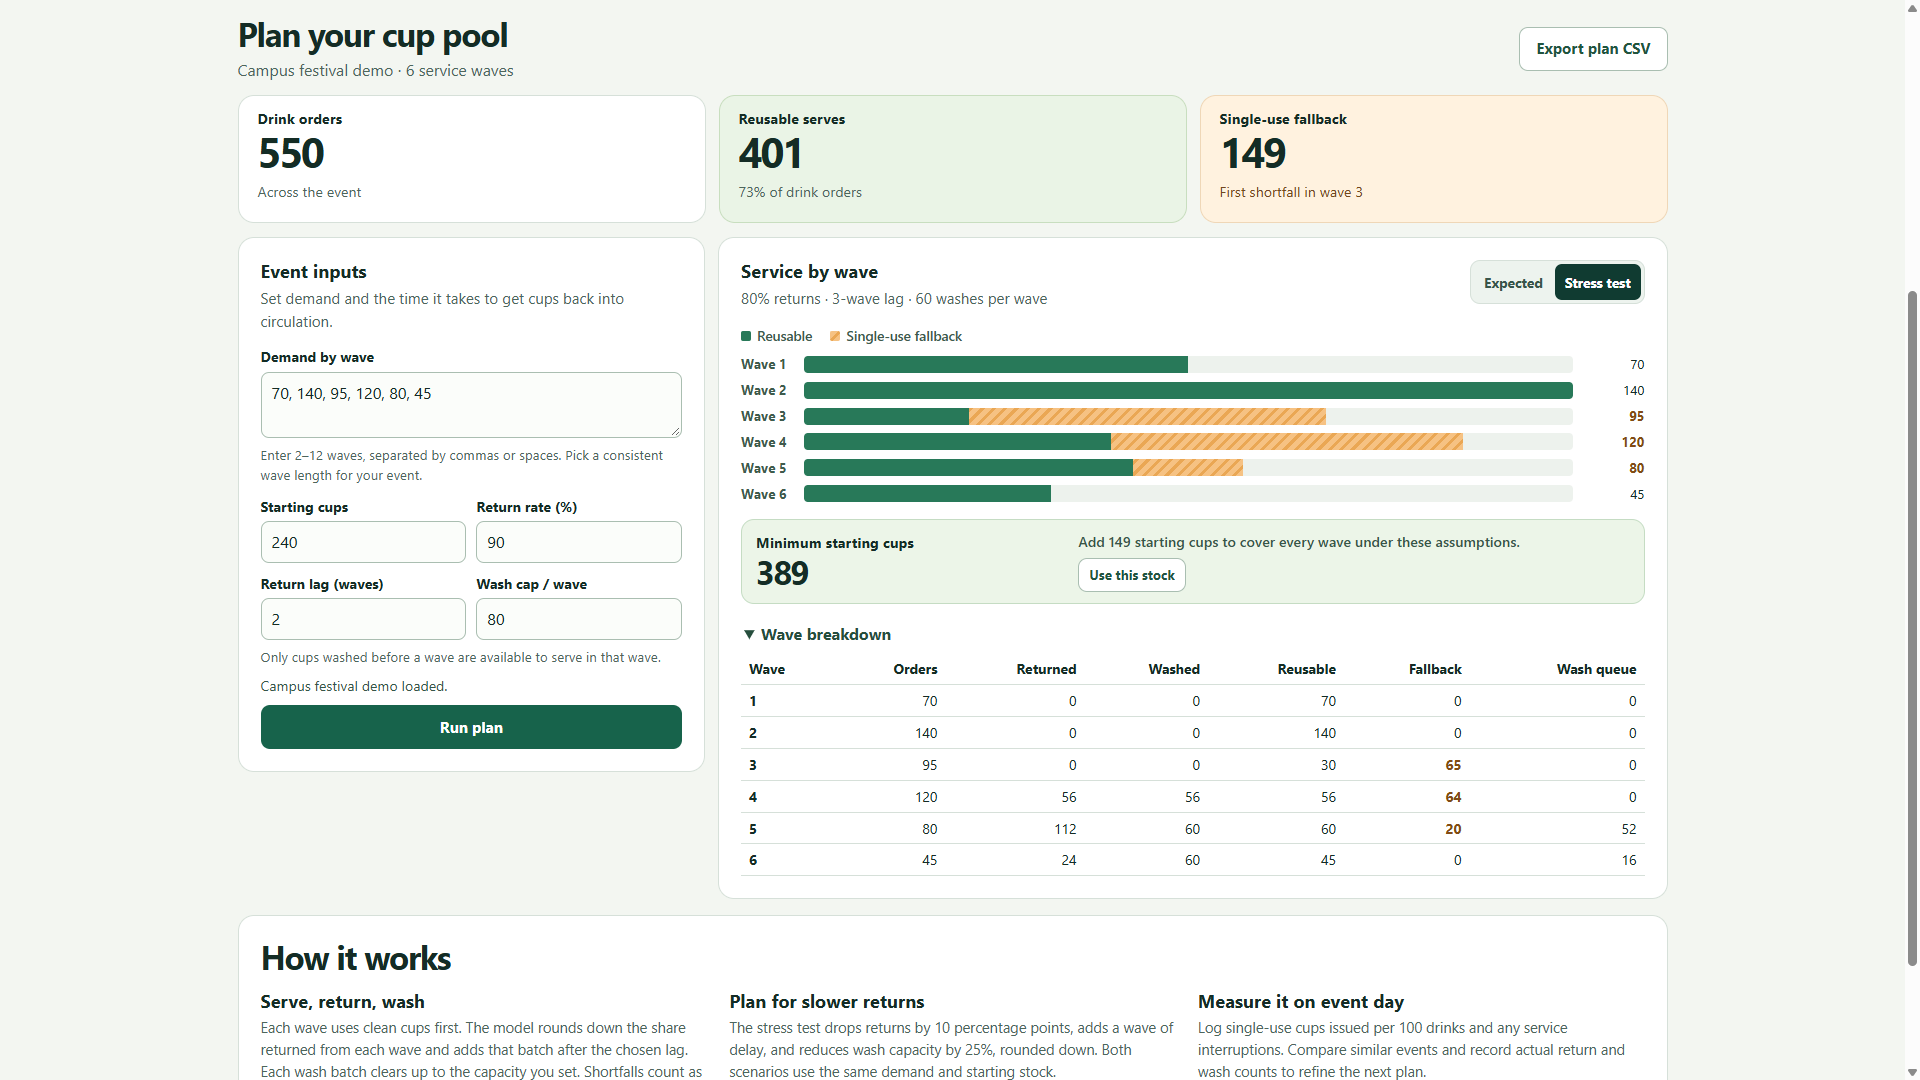 Plan your cup pool
Campus festival demo · 6 service waves
Export plan CSV
Drink orders
550
Across the event
Reusable serves
401
73% of drink orders
Single-use fallback
149
First shortfall in wave 3
Event inputs
Set demand and the time it takes to get cups back into
circulation.
Demand by wave
70, 140, 95, 120, 80, 45
Enter 2–12 waves, separated by commas or spaces. Pick a consistent
wave length for your event.
Starting cups Return rate (%)
240 90
Return lag (waves) Wash cap / wave
2 80
Only cups washed before a wave are available to serve in that wave.
Campus festival demo loaded.
Run plan
Service by wave
80% returns · 3-wave lag · 60 washes per wave
Expected Stress test
Reusable Single-use fallback
Wave 1 70
Wave 2 140
Wave 3 95
Wave 4 120
Wave 5 80
Wave 6 45
Minimum starting cups
389
Add 149 starting cups to cover every wave under these assumptions.
Use this stock
▼ Wave breakdown
Wave Orders Returned Washed Reusable Fallback Wash queue
1 70 0 0 70 0 0
2 140 0 0 140 0 0
3 95 0 0 30 65 0
4 120 56 56 56 64 0
5 80 112 60 60 20 52
6 45 24 60 45 0 16
How it works
Serve, return, wash
Each wave uses clean cups first. The model rounds down the share
returned from each wave and adds that batch after the chosen lag.
Each wash batch clears up to the capacity you set. Shortfalls count as
Plan for slower returns
The stress test drops returns by 10 percentage points, adds a wave of
delay, and reduces wash capacity by 25%, rounded down. Both
scenarios use the same demand and starting stock.
Measure it on event day
Log single-use cups issued per 100 drinks and any service
interruptions. Compare similar events and record actual return and
wash counts to refine the next plan.